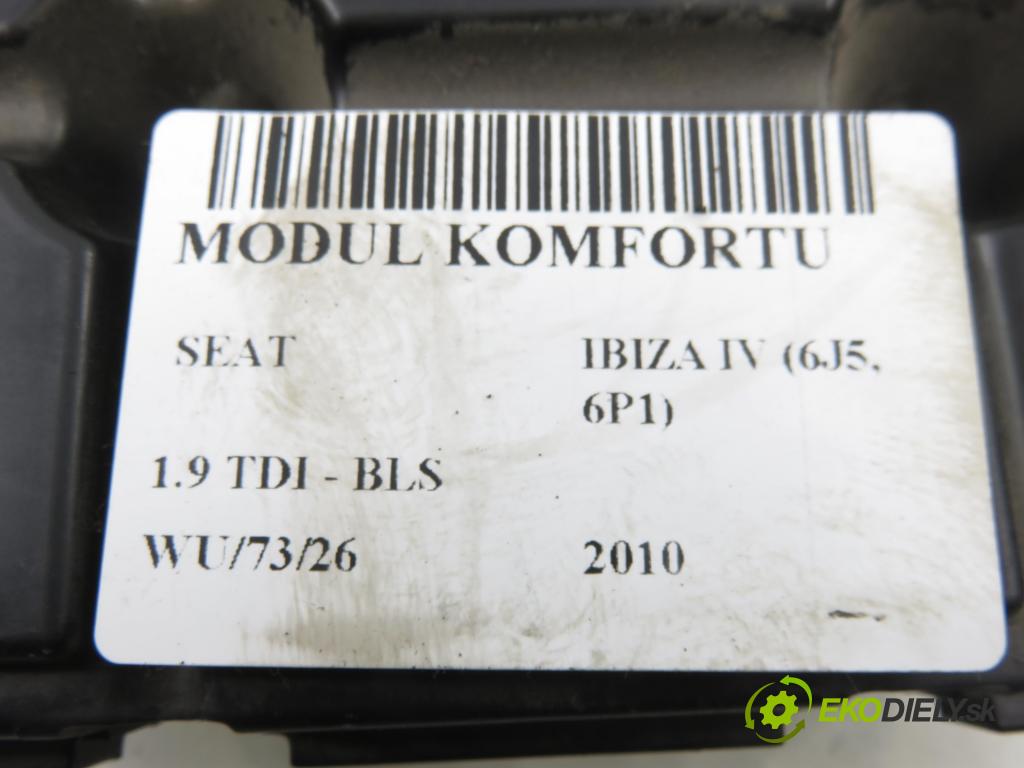 MODUL KOMFORTU
SEAT IBIZA IV (6J5,
6P1)
1.9 TDI - BLS
WU/73/26 2010
EKODIELY.sk